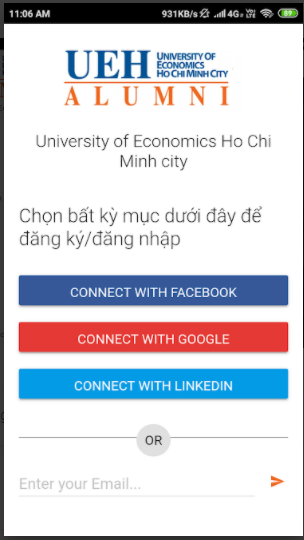 11:06 AM 931KB/s 4G 89
UEH UNIVERSITY OF
ECONOMICS
HO CHI MINH CITY
ALUMNI
University of Economics Ho Chi
Minh city
Chọn bất kỳ mục dưới đây để
đăng ký/đăng nhập
CONNECT WITH FACEBOOK
CONNECT WITH GOOGLE
CONNECT WITH LINKEDIN
OR
Enter your Email...